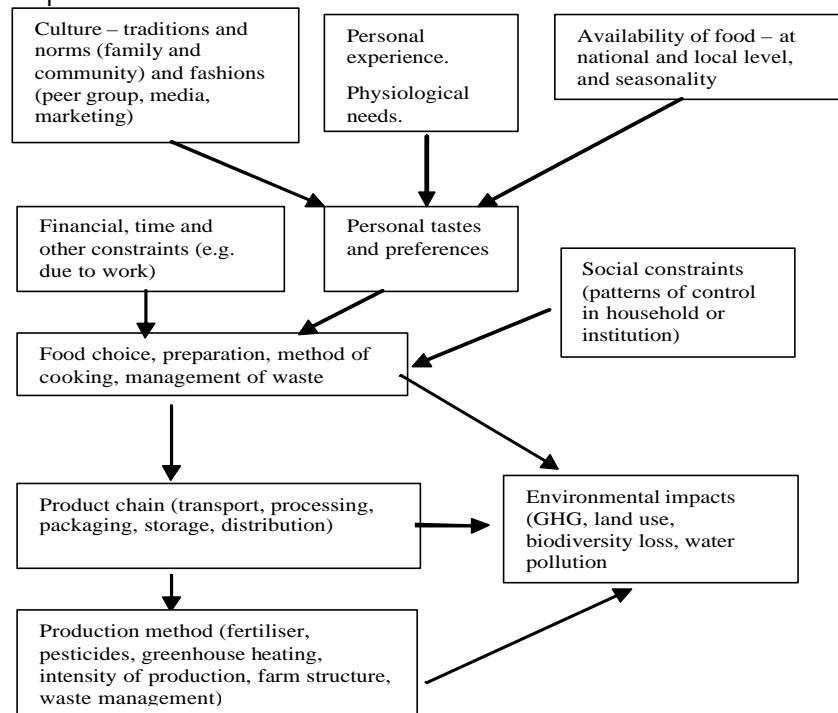 Culture – traditions and
norms (family and
community) and fashions
(peer group, media,
marketing)
Personal
experience.
Physiological
needs.
Availability of food – at
national and local level,
and seasonality
Financial, time and
other constraints (e.g.
due to work)
Personal tastes
and preferences
Social constraints
(patterns of control
in household or
institution)
Food choice, preparation, method of
cooking, management of waste
Product chain (transport, processing,
packaging, storage, distribution)
Environmental impacts
(GHG, land use,
biodiversity loss, water
pollution
Production method (fertiliser,
pesticides, greenhouse heating,
intensity of production, farm structure,
waste management)